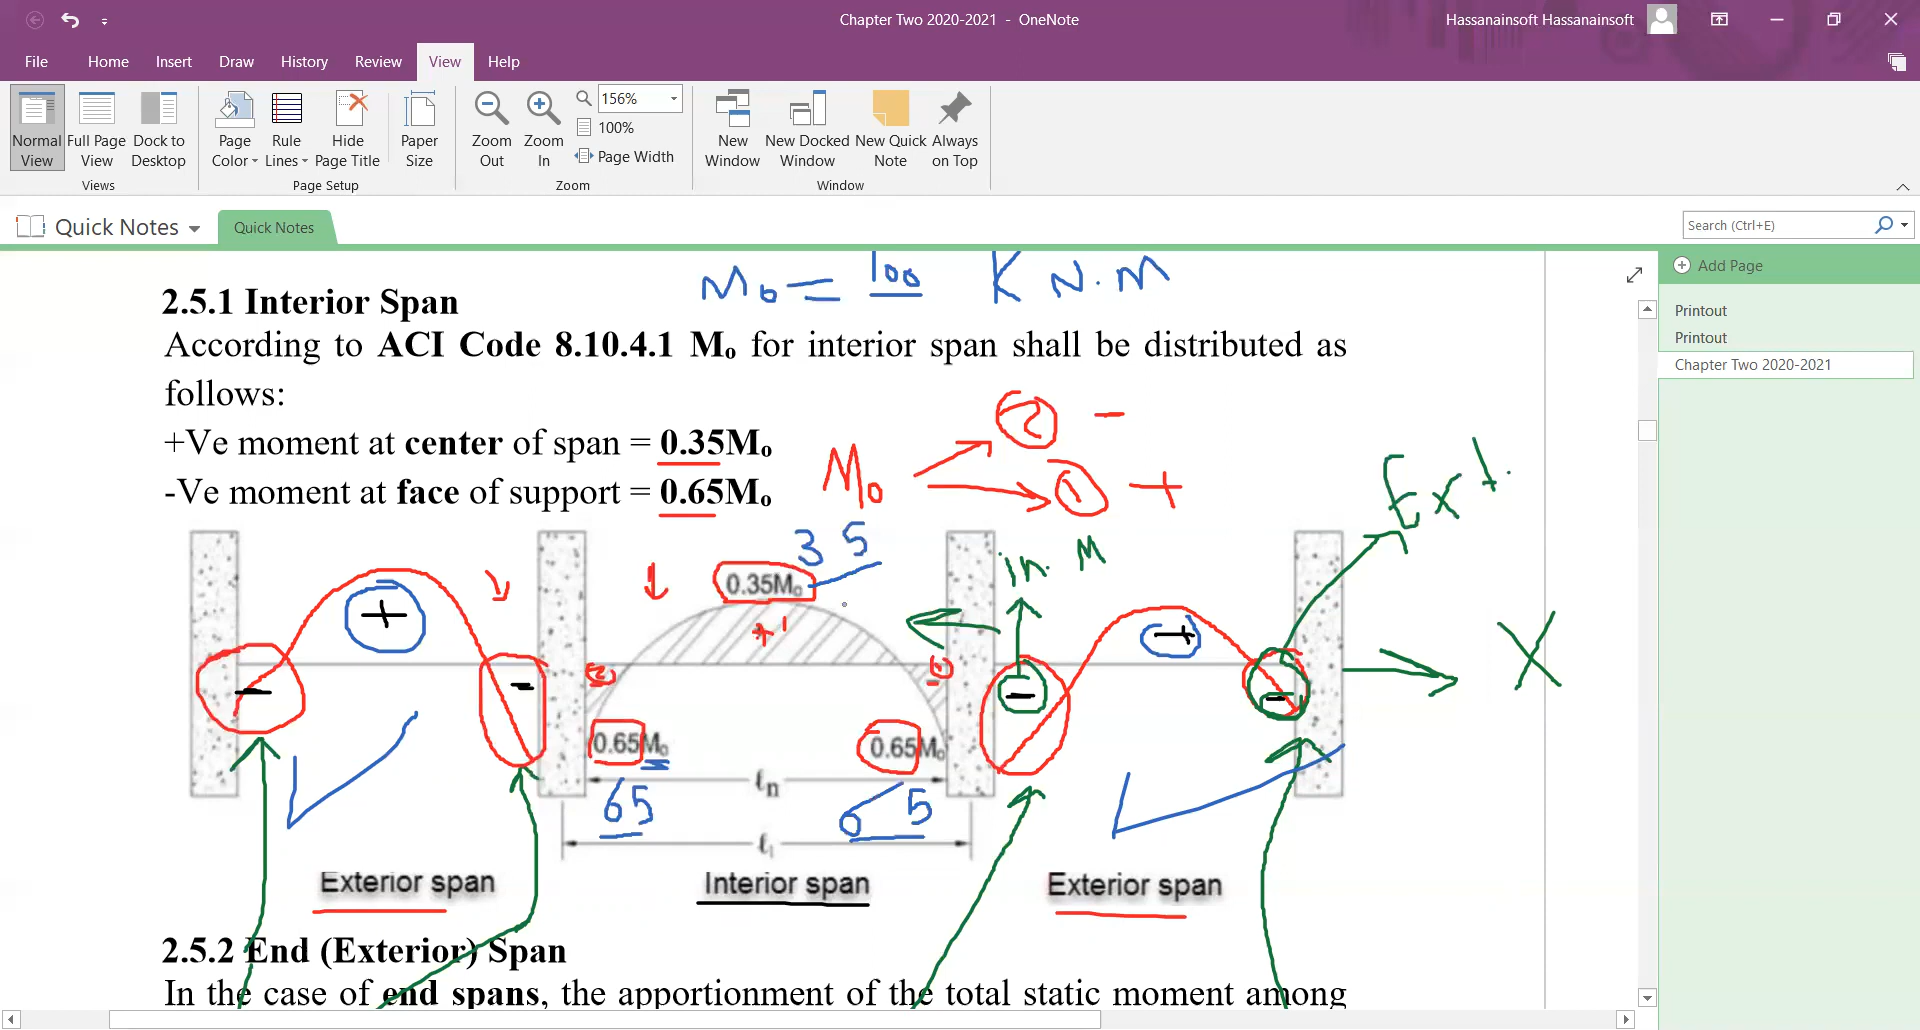 Chapter Two 2020-2021 - OneNote
Hassanainsoft Hassanainsoft
File Home Insert Draw History Review View Help
Normal View
Full Page View
Dock to Desktop
Views
Page Color
Rule Lines
Hide Page Title
Paper Size
Page Setup
Zoom Out
Zoom In
156%
100%
Page Width
Zoom
New Window
New Docked Window
New Quick Note
Always on Top
Window
Quick Notes
Quick Notes
Search (Ctrl+E)
Add Page
Printout
Printout
Chapter Two 2020-2021
Mo = 100 K N.M
2.5.1 Interior Span
According to ACI Code 8.10.4.1 Mₒ for interior span shall be distributed as
follows:
+Ve moment at center of span = 0.35Mₒ
-Ve moment at face of support = 0.65Mₒ
Mo
2 -
1 +
Ext.
35
in. M
0.35Mₒ
+ 1
+
-
-
2
-
+
-
X
0.65Mₒ
0.65Mₒ
ℓn
65
65
ℓ₁
Exterior span
Interior span
Exterior span
2.5.2 End (Exterior) Span
In the case of end spans, the apportionment of the total static moment among